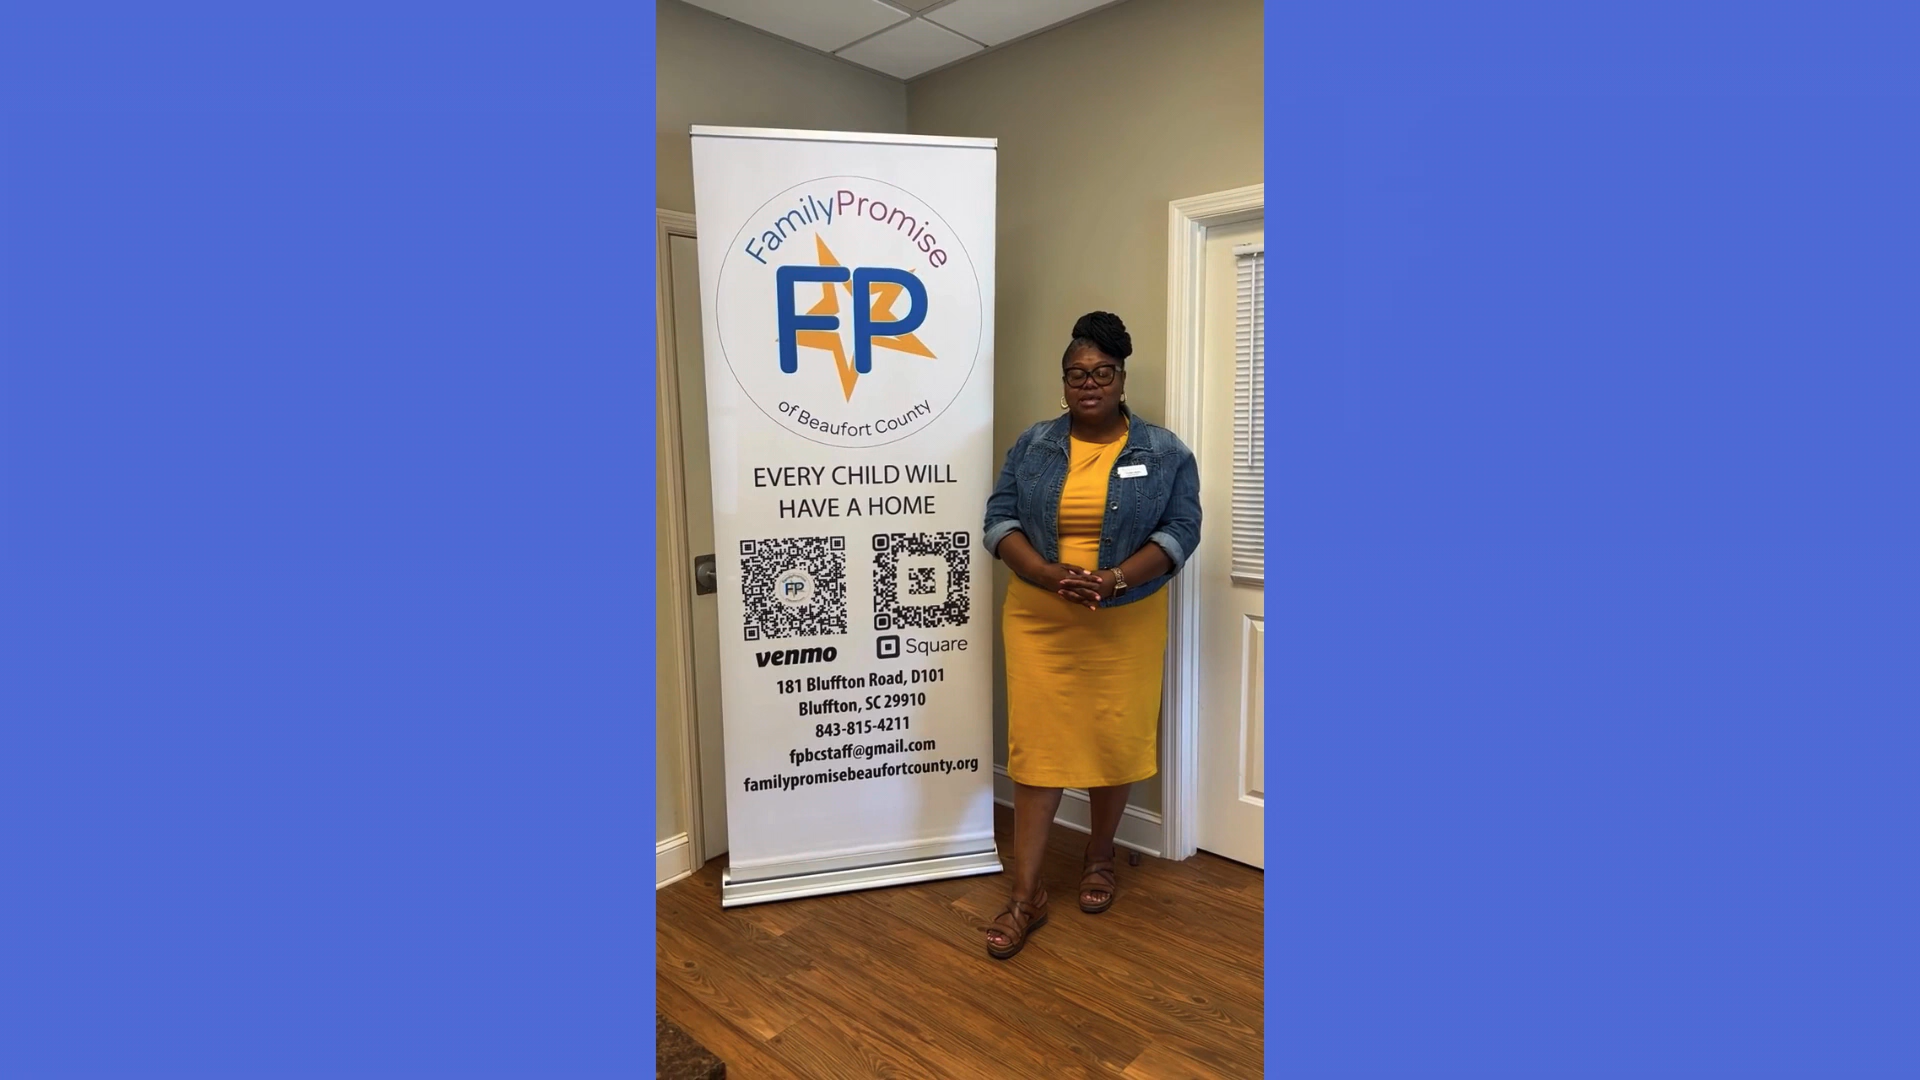 FamilyPromise
FP
of Beaufort County
EVERY CHILD WILL
HAVE A HOME
FP
venmo
Square
181 Bluffton Road, D101
Bluffton, SC 29910
843-815-4211
fpbcstaff@gmail.com
familypromisebeaufortcounty.org